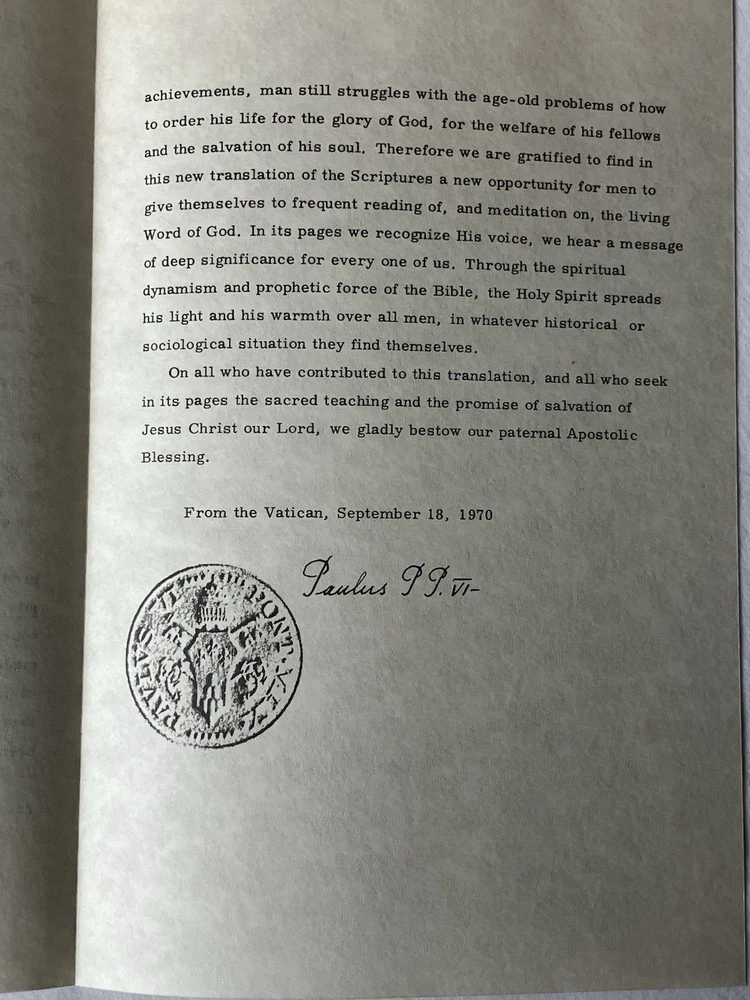 achievements, man still struggles with the age-old problems of how
to order his life for the glory of God, for the welfare of his fellows
and the salvation of his soul. Therefore we are gratified to find in
this new translation of the Scriptures a new opportunity for men to
give themselves to frequent reading of, and meditation on, the living
Word of God. In its pages we recognize His voice, we hear a message
of deep significance for every one of us. Through the spiritual
dynamism and prophetic force of the Bible, the Holy Spirit spreads
his light and his warmth over all men, in whatever historical or
sociological situation they find themselves.
On all who have contributed to this translation, and all who seek
in its pages the sacred teaching and the promise of salvation of
Jesus Christ our Lord, we gladly bestow our paternal Apostolic
Blessing.
From the Vatican, September 18, 1970
Paulus P P. VI-
PAVLVS VI PONT